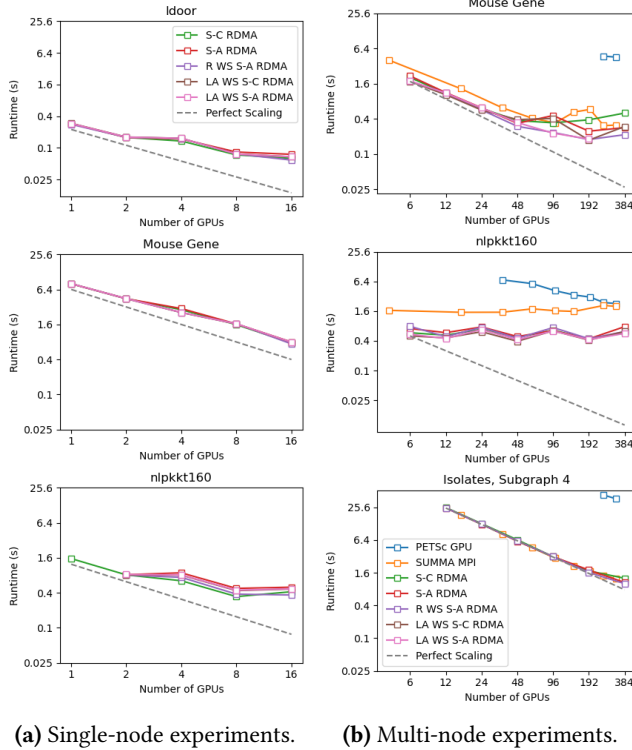 ldoor
25.6
6.4
1.6
0.4
0.1
0.025
Runtime (s)
S-C RDMA
S-A RDMA
R WS S-A RDMA
LA WS S-C RDMA
LA WS S-A RDMA
Perfect Scaling
1 2 4 8 16
Number of GPUs
Mouse Gene
25.6
6.4
1.6
0.4
0.1
0.025
Runtime (s)
1 2 4 8 16
Number of GPUs
nlpkkt160
25.6
6.4
1.6
0.4
0.1
0.025
Runtime (s)
1 2 4 8 16
Number of GPUs
(a) Single-node experiments.
Mouse Gene
25.6
6.4
1.6
0.4
0.1
0.025
Runtime (s)
6 12 24 48 96 192 384
Number of GPUs
nlpkkt160
25.6
6.4
1.6
0.4
0.1
0.025
Runtime (s)
6 12 24 48 96 192 384
Number of GPUs
Isolates, Subgraph 4
25.6
6.4
1.6
0.4
0.1
0.025
Runtime (s)
PETSc GPU
SUMMA MPI
S-C RDMA
S-A RDMA
R WS S-A RDMA
LA WS S-C RDMA
LA WS S-A RDMA
Perfect Scaling
6 12 24 48 96 192 384
Number of GPUs
(b) Multi-node experiments.